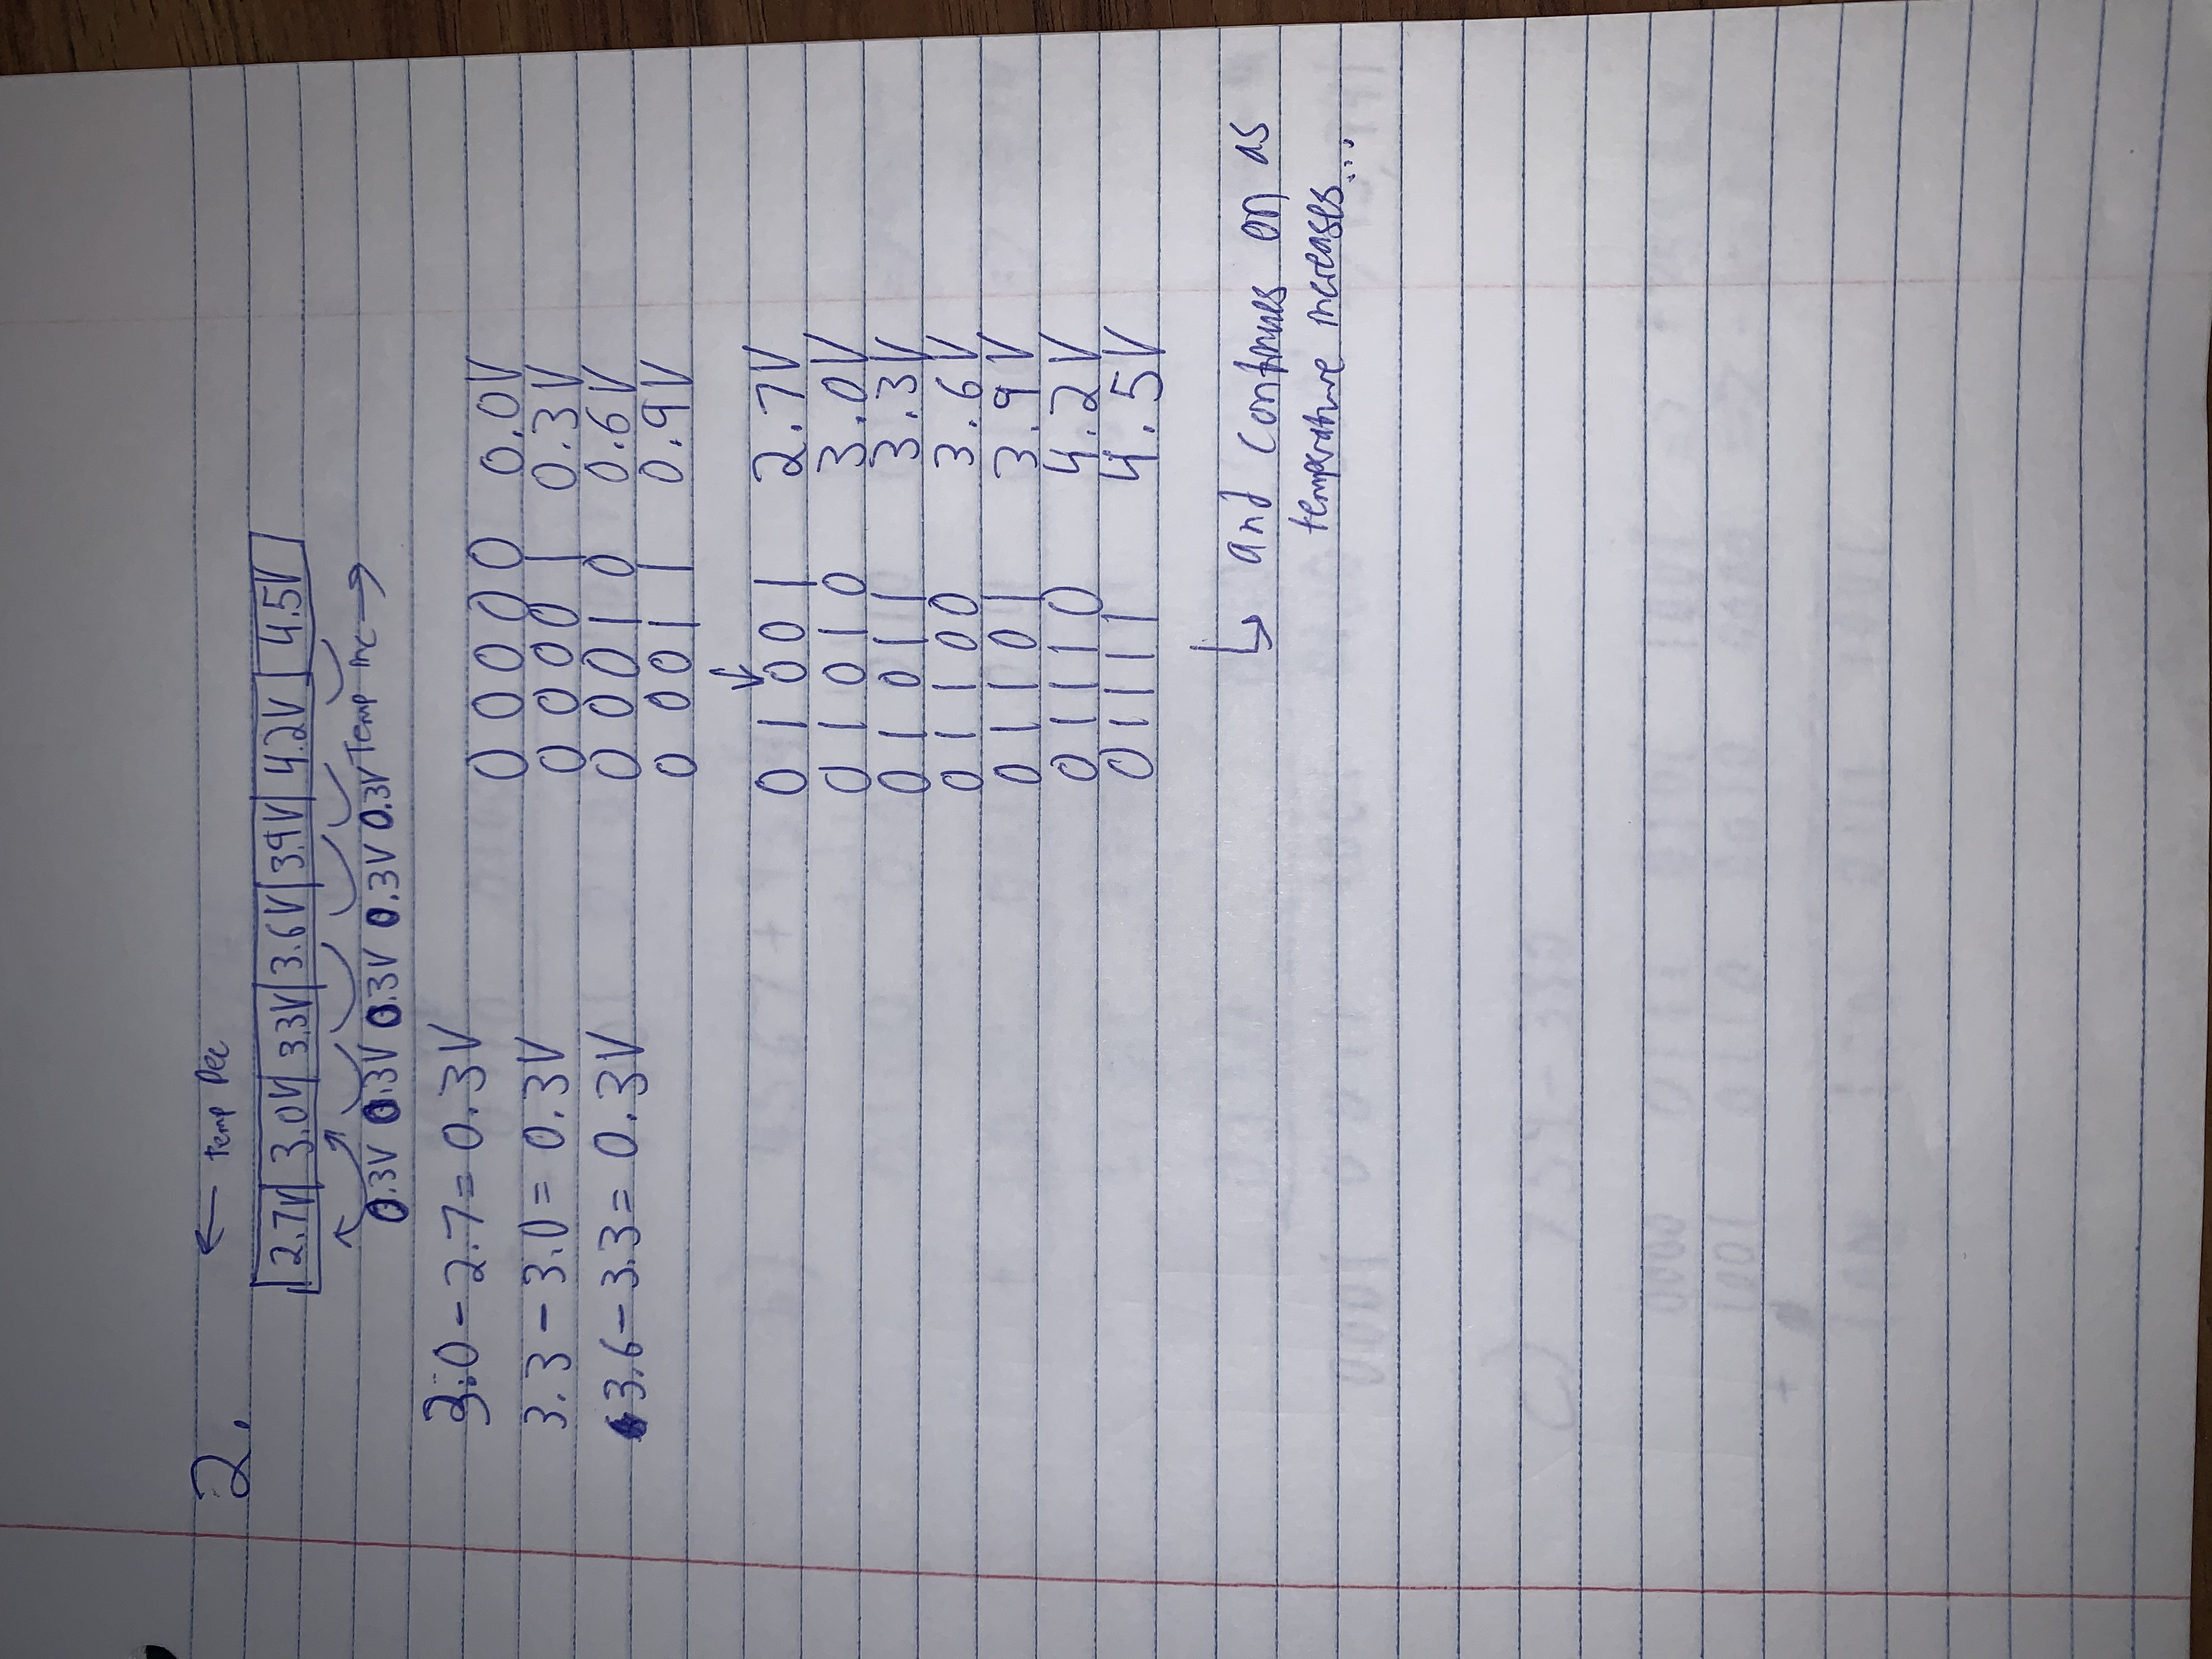 2.
← Temp Dec
2.7V 3.0V 3.3V 3.6V 3.9V 4.2V 4.5V
0.3V 0.3V 0.3V 0.3V 0.3V Temp Inc →
3.0 - 2.7 = 0.3V
3.3 - 3.0 = 0.3V
3.6 - 3.3 = 0.3V
0 0 0 0 0 0.0V
0 0 0 0 1 0.3V
0 0 0 1 0 0.6V
0 0 0 1 1 0.9V
↓
0 1 0 0 1 2.7V
0 1 0 1 0 3.0V
0 1 0 1 1 3.3V
0 1 1 0 0 3.6V
0 1 1 0 1 3.9V
0 1 1 1 0 4.2V
0 1 1 1 1 4.5V
↳ and continues on as
temperature increases...